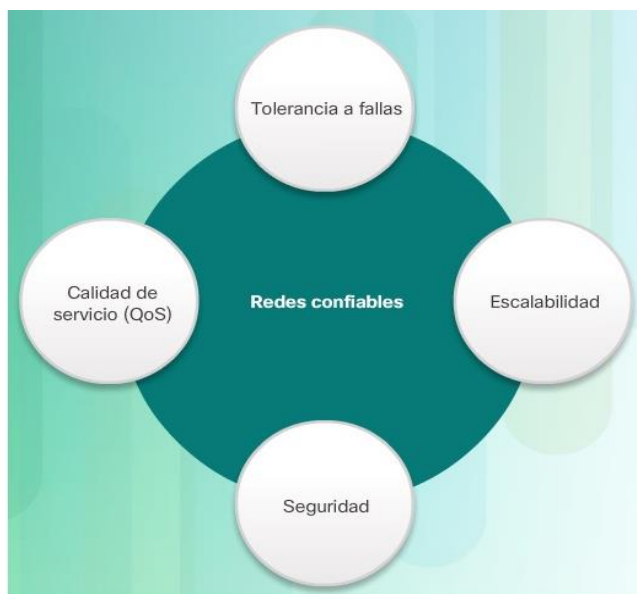 Tolerancia a fallas
Calidad de
servicio (QoS)
Redes confiables
Escalabilidad
Seguridad